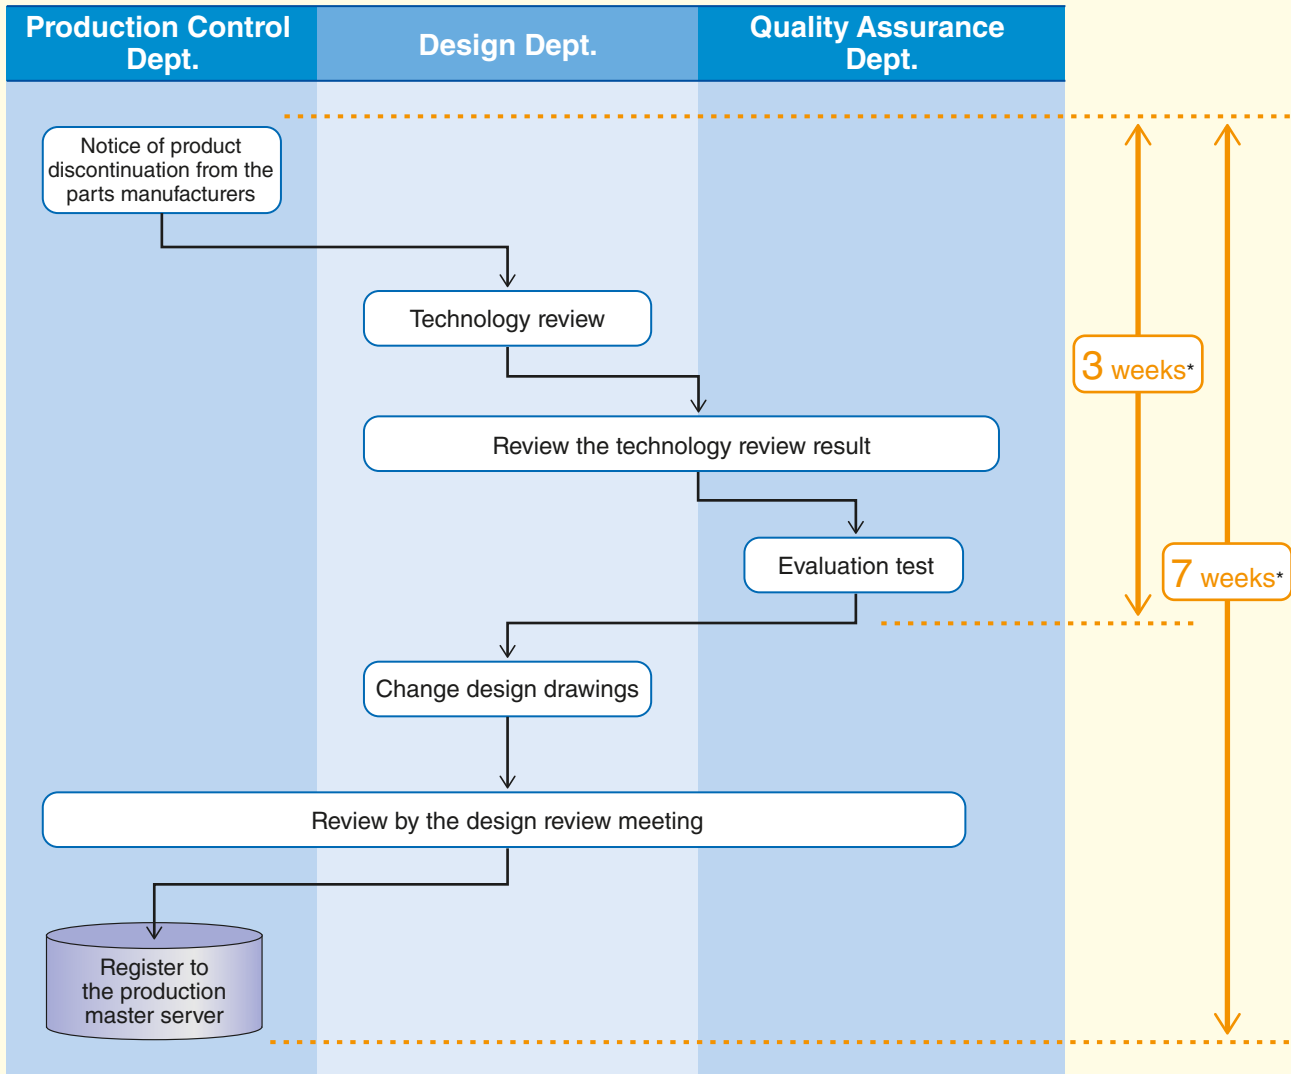 Production Control
Dept.
Design Dept.
Quality Assurance
Dept.
Notice of product
discontinuation from the
parts manufacturers
Technology review
3 weeks*
Review the technology review result
Evaluation test
7 weeks*
Change design drawings
Review by the design review meeting
Register to
the production
master server